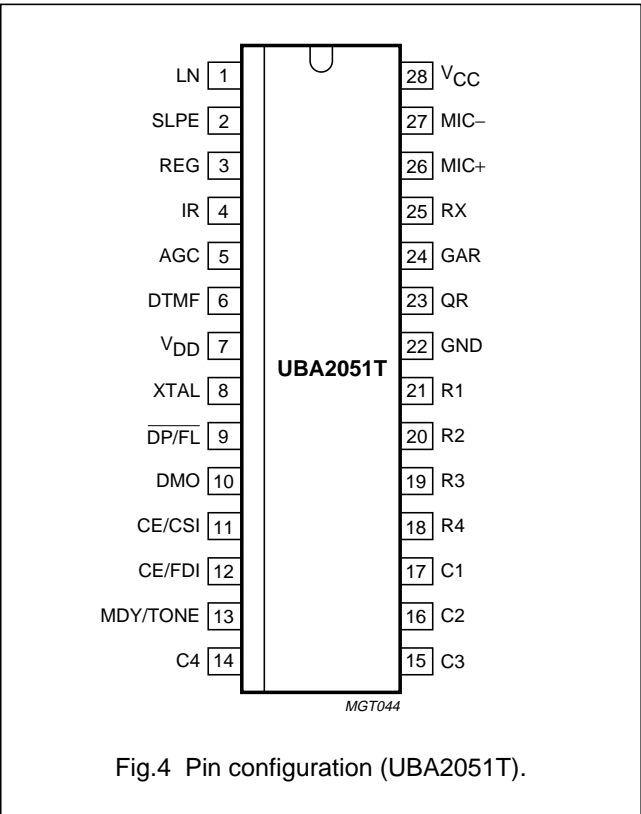 LN 1
SLPE 2
REG 3
IR 4
AGC 5
DTMF 6
VDD 7
XTAL 8
DP/FL 9
DMO 10
CE/CSI 11
CE/FDI 12
MDY/TONE 13
C4 14
UBA2051T
28 VCC
27 MIC−
26 MIC+
25 RX
24 GAR
23 QR
22 GND
21 R1
20 R2
19 R3
18 R4
17 C1
16 C2
15 C3
MGT044
Fig.4 Pin configuration (UBA2051T).